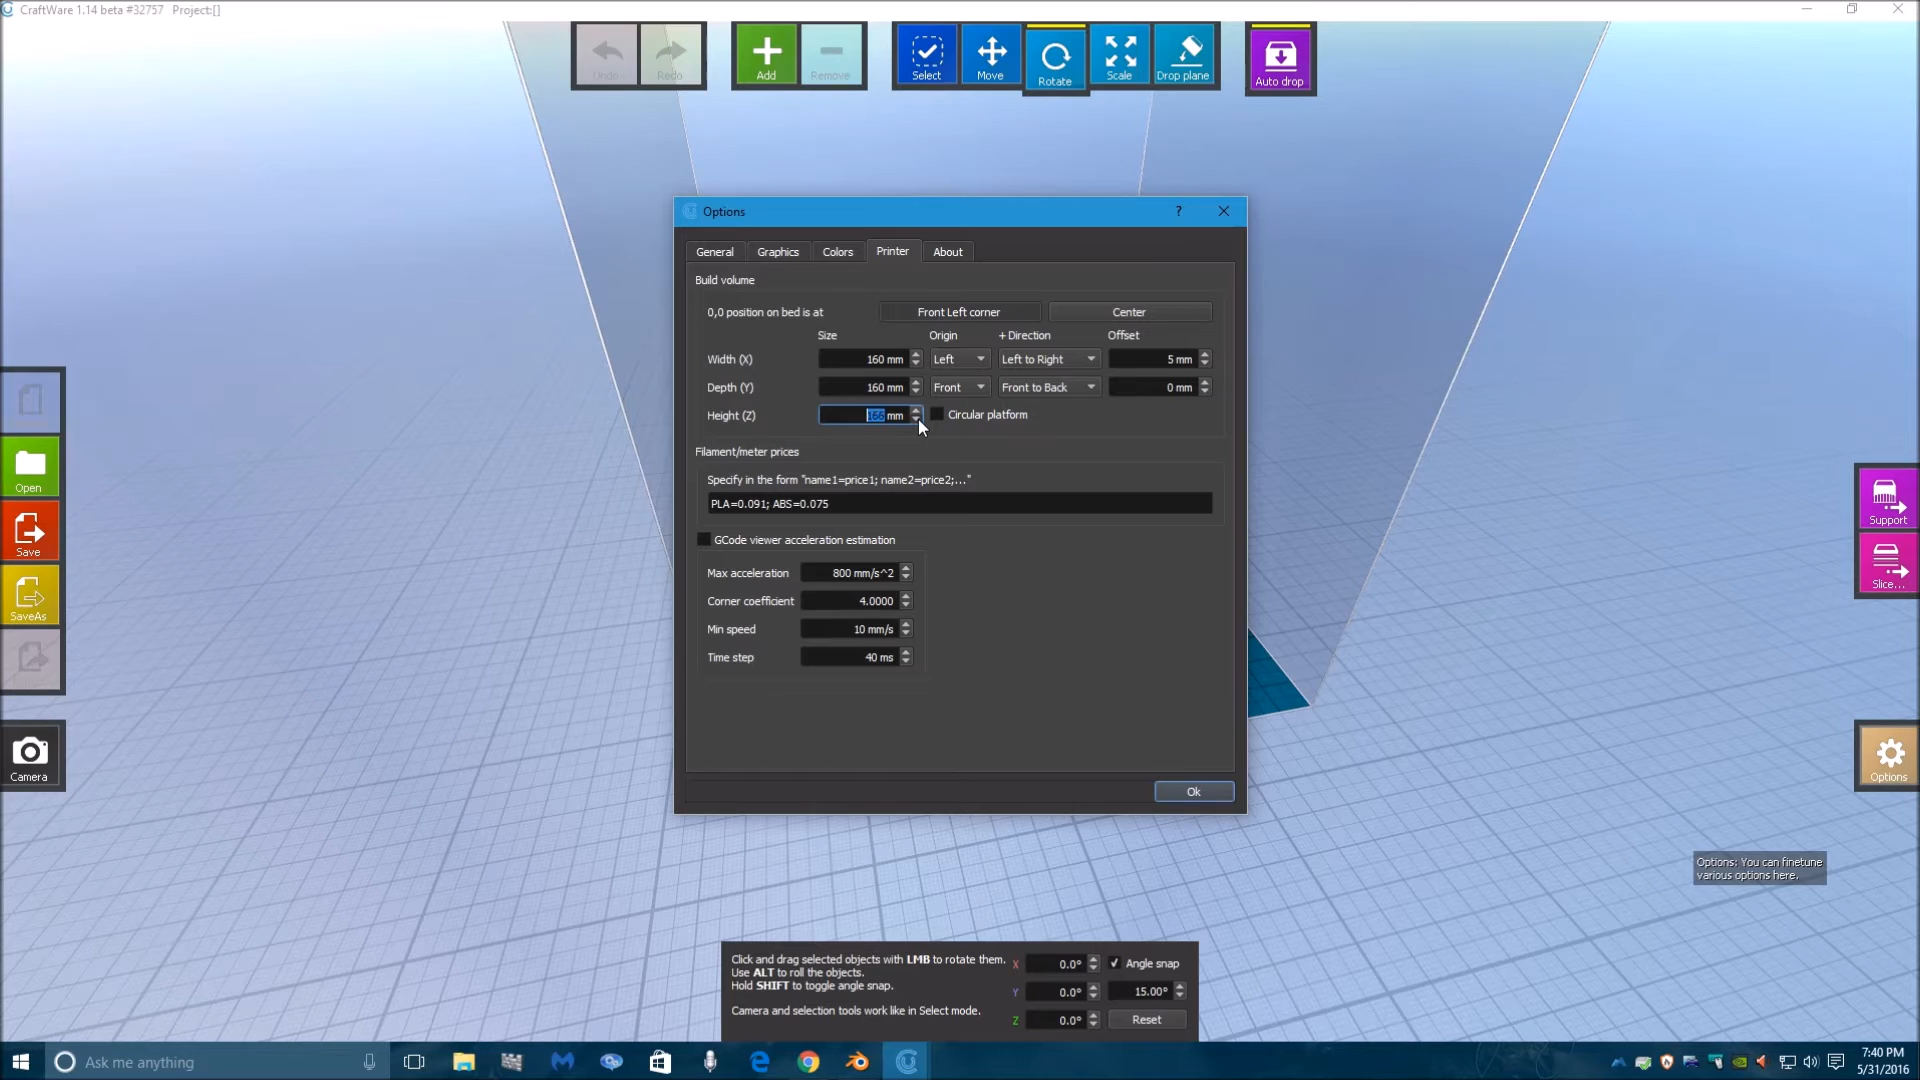 CraftWare 1.14 beta #32757 Project:[]
Undo
Redo
Add
Remove
Select
Move
Rotate
Scale
Drop plane
Auto drop
Options
?
General
Graphics
Colors
Printer
About
Build volume
0,0 position on bed is at
Front Left corner
Center
Size
Origin
+ Direction
Offset
Width (X)
160 mm
Left
Left to Right
5 mm
Depth (Y)
160 mm
Front
Front to Back
0 mm
Height (Z)
166 mm
Circular platform
Filament/meter prices
Specify in the form "name1=price1; name2=price2;..."
PLA=0.091; ABS=0.075
GCode viewer acceleration estimation
Max acceleration
800 mm/s^2
Corner coefficient
4.0000
Min speed
10 mm/s
Time step
40 ms
Ok
Open
Save
SaveAs
Camera
Support
Slice...
Options
Options: You can finetune
various options here.
Click and drag selected objects with LMB to rotate them.
Use ALT to roll the objects.
Hold SHIFT to toggle angle snap.
Camera and selection tools work like in Select mode.
X
0.0°
Angle snap
Y
0.0°
15.00°
Z
0.0°
Reset
Ask me anything
7:40 PM
5/31/2016